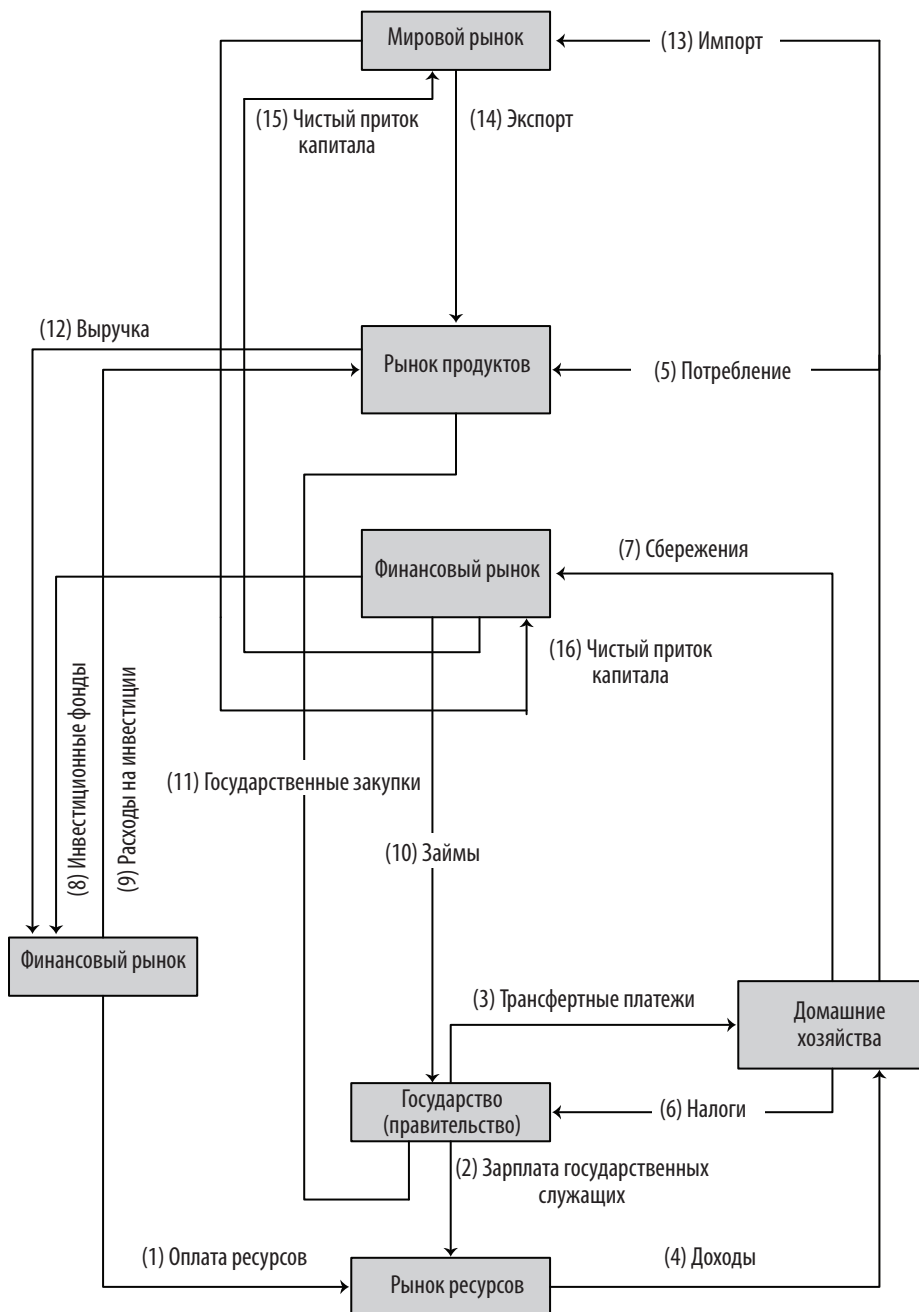 Мировой рынок
(13) Импорт
(15) Чистый приток
капитала
(14) Экспорт
(12) Выручка
Рынок продуктов
(5) Потребление
Финансовый рынок
(7) Сбережения
(16) Чистый приток
капитала
(8) Инвестиционные фонды
(9) Расходы на инвестиции
(11) Государственные закупки
(10) Займы
Финансовый рынок
(3) Трансфертные платежи
Домашние
хозяйства
Государство
(правительство)
(6) Налоги
(2) Зарплата государственных
служащих
(1) Оплата ресурсов
Рынок ресурсов
(4) Доходы